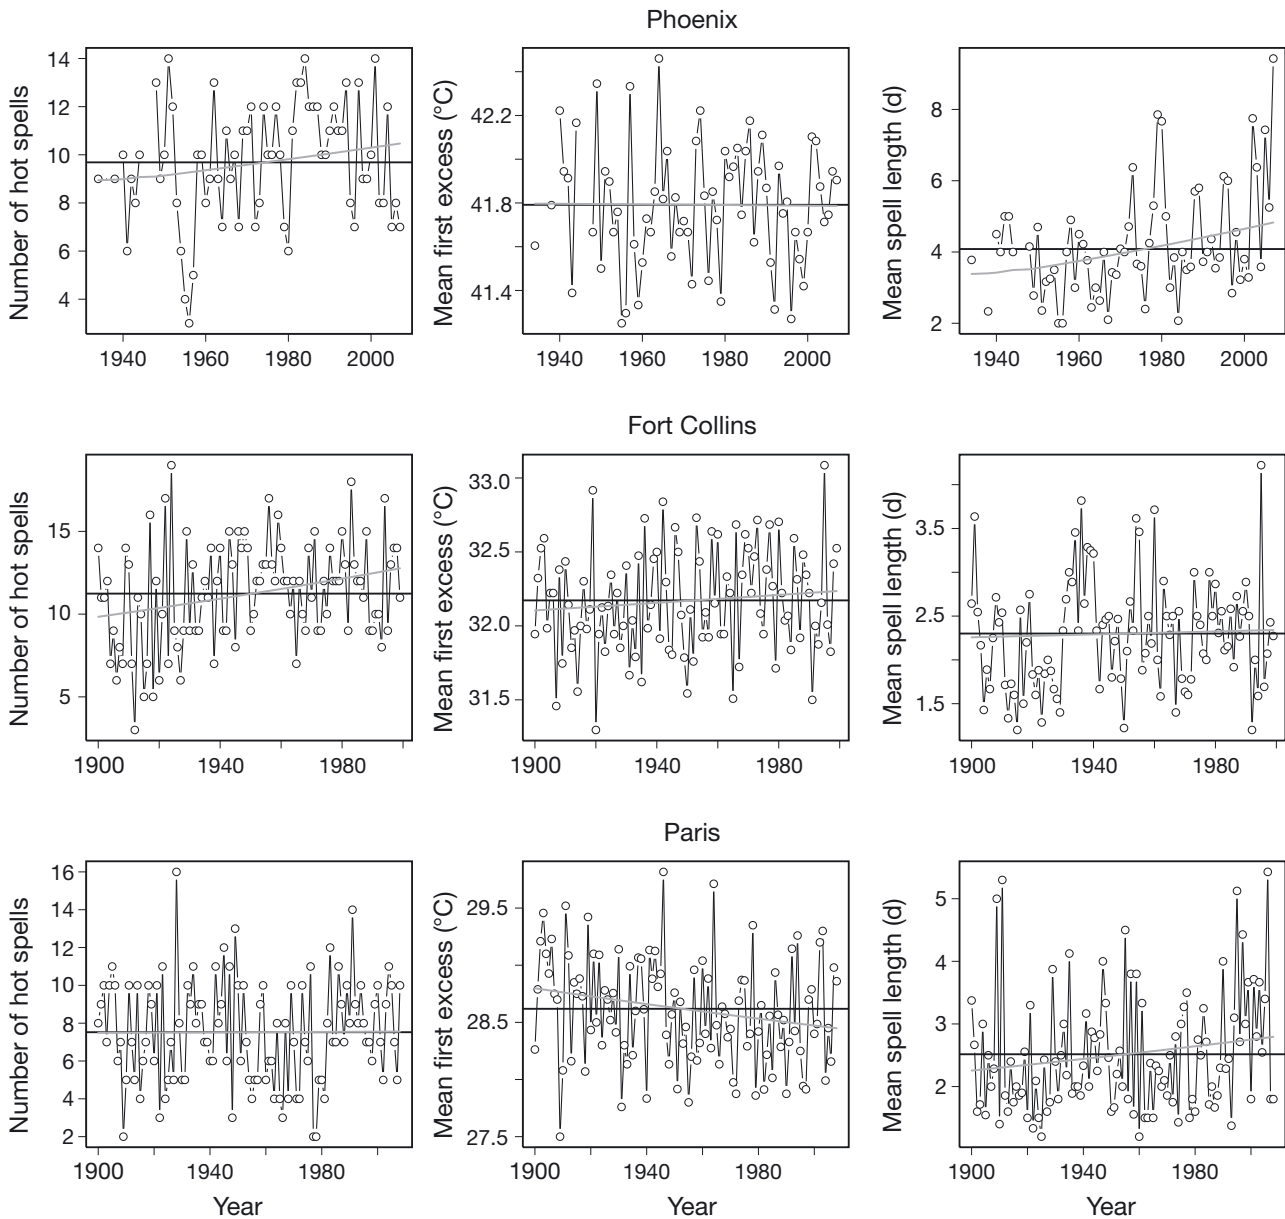 Phoenix
Number of hot spells
14
12
10
8
6
4
1940 1960 1980 2000
Mean first excess (°C)
42.2
41.8
41.4
1940 1960 1980 2000
Mean spell length (d)
8
6
4
2
1940 1960 1980 2000
Fort Collins
Number of hot spells
15
10
5
1900 1940 1980
Mean first excess (°C)
33.0
32.5
32.0
31.5
1900 1940 1980
Mean spell length (d)
3.5
2.5
1.5
1900 1940 1980
Paris
Number of hot spells
16
14
12
10
8
6
4
2
1900 1940 1980
Year
Mean first excess (°C)
29.5
28.5
27.5
1900 1940 1980
Year
Mean spell length (d)
5
4
3
2
1900 1940 1980
Year